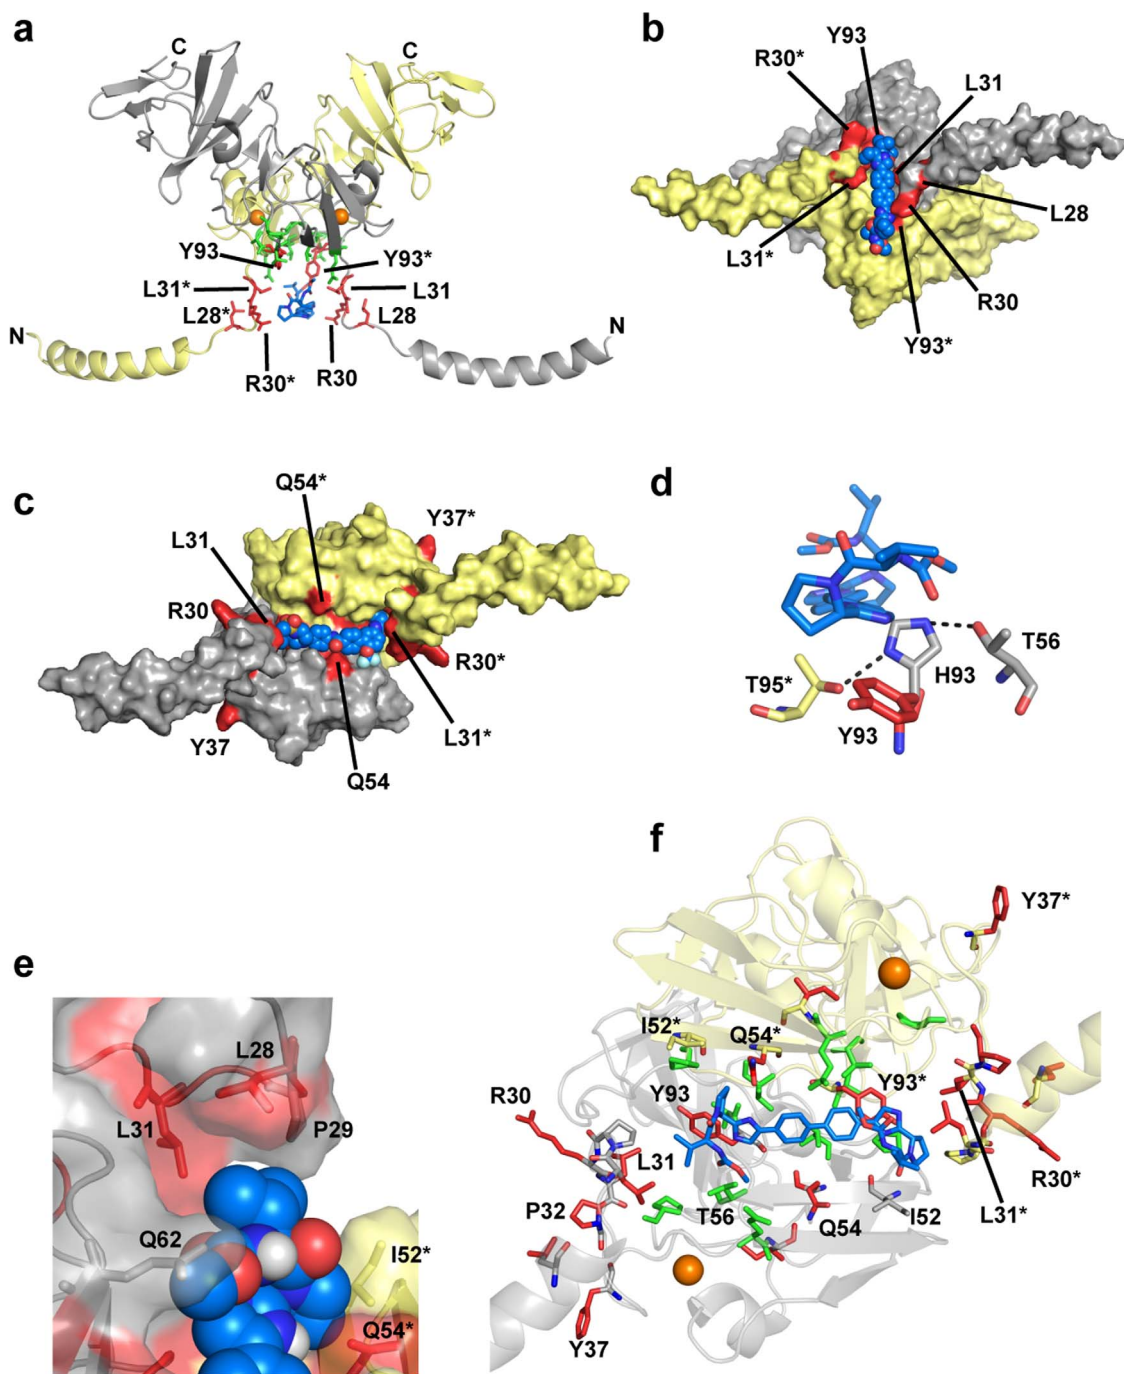 a
C
C
Y93
Y93*
L31*
L31
L28*
L28
N
N
R30*
R30
b
Y93
R30*
L31
L28
L31*
R30
Y93*
c
Q54*
Y37*
L31
R30
R30*
Y37
L31*
Q54
d
T56
H93
T95*
Y93
e
L28
L31
P29
Q62
I52*
Q54*
f
Y37*
I52*
Q54*
Y93
Y93*
R30
L31
R30*
P32
T56
Q54
I52
L31*
Y37